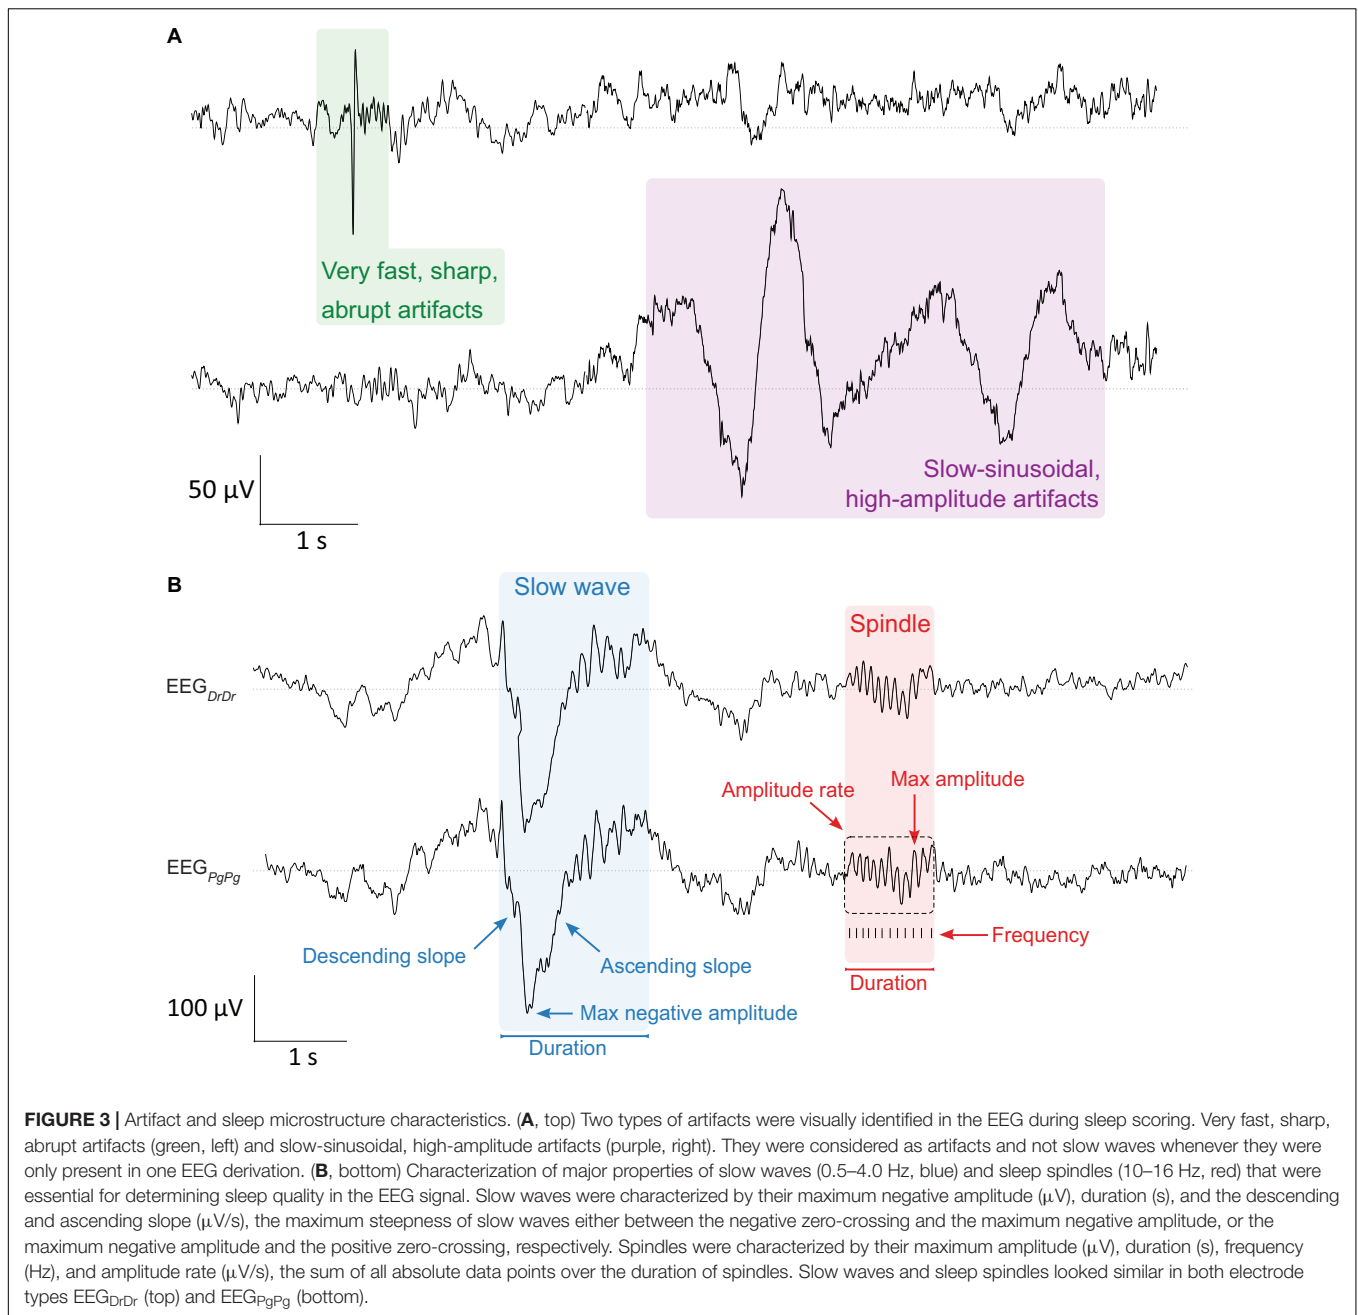 A
Very fast, sharp,
abrupt artifacts
Slow-sinusoidal,
high-amplitude artifacts
50 μV
1 s
B
Slow wave
Spindle
EEG DrDr
Amplitude rate
Max amplitude
EEG PgPg
Descending slope
Ascending slope
Frequency
Duration
Max negative amplitude
Duration
100 μV
1 s
FIGURE 3 | Artifact and sleep microstructure characteristics. (A, top) Two types of artifacts were visually identified in the EEG during sleep scoring. Very fast, sharp,
abrupt artifacts (green, left) and slow-sinusoidal, high-amplitude artifacts (purple, right). They were considered as artifacts and not slow waves whenever they were
only present in one EEG derivation. (B, bottom) Characterization of major properties of slow waves (0.5–4.0 Hz, blue) and sleep spindles (10–16 Hz, red) that were
essential for determining sleep quality in the EEG signal. Slow waves were characterized by their maximum negative amplitude (μV), duration (s), and the descending
and ascending slope (μV/s), the maximum steepness of slow waves either between the negative zero-crossing and the maximum negative amplitude, or the
maximum negative amplitude and the positive zero-crossing, respectively. Spindles were characterized by their maximum amplitude (μV), duration (s), frequency
(Hz), and amplitude rate (μV/s), the sum of all absolute data points over the duration of spindles. Slow waves and sleep spindles looked similar in both electrode
types EEGDrDr (top) and EEGPgPg (bottom).